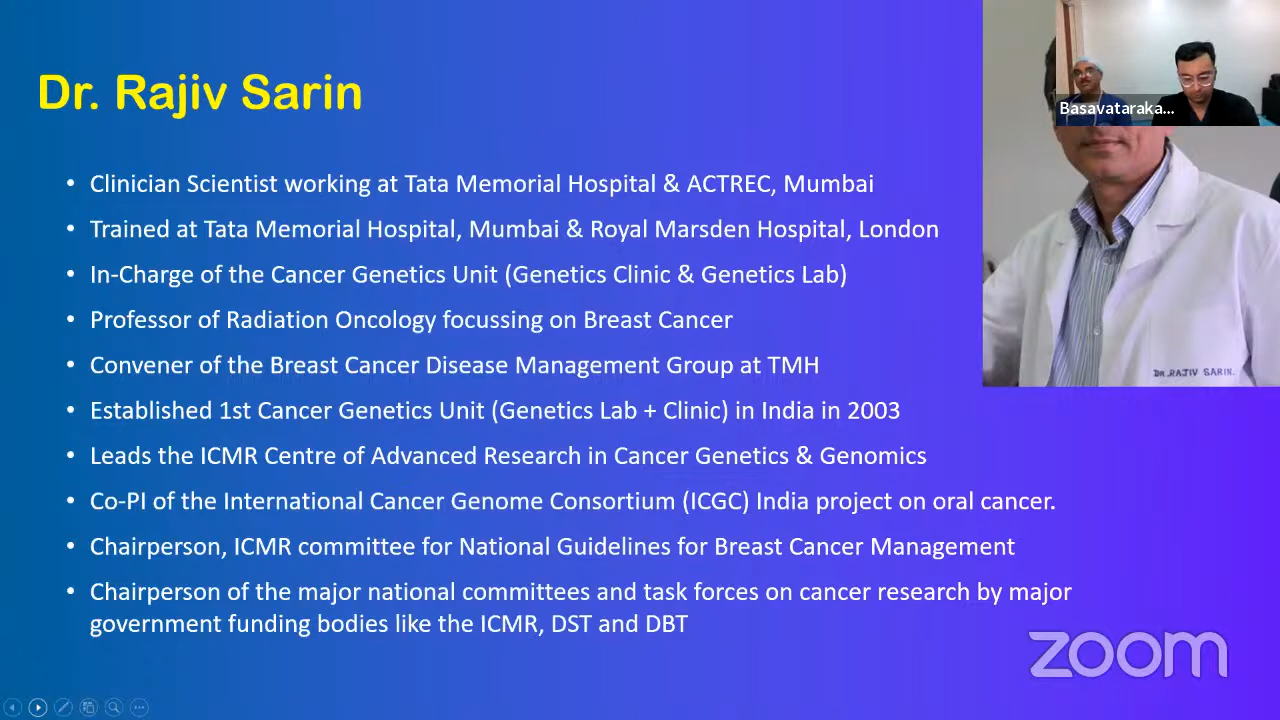 Dr. Rajiv Sarin
Basavataraka...
• Clinician Scientist working at Tata Memorial Hospital & ACTREC, Mumbai
• Trained at Tata Memorial Hospital, Mumbai & Royal Marsden Hospital, London
• In-Charge of the Cancer Genetics Unit (Genetics Clinic & Genetics Lab)
• Professor of Radiation Oncology focussing on Breast Cancer
• Convener of the Breast Cancer Disease Management Group at TMH
DR.RAJIV SARIN.
• Established 1st Cancer Genetics Unit (Genetics Lab + Clinic) in India in 2003
• Leads the ICMR Centre of Advanced Research in Cancer Genetics & Genomics
• Co-PI of the International Cancer Genome Consortium (ICGC) India project on oral cancer.
• Chairperson, ICMR committee for National Guidelines for Breast Cancer Management
• Chairperson of the major national committees and task forces on cancer research by major
government funding bodies like the ICMR, DST and DBT
zoom